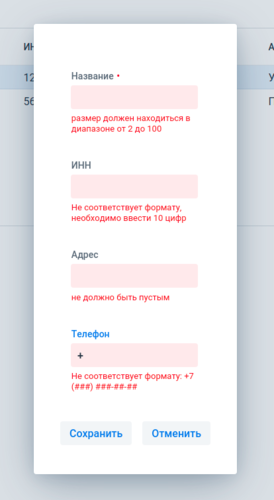 ИН
А
12
У
56
Г
Название •
размер должен находиться в
диапазоне от 2 до 100
ИНН
Не соответствует формату,
необходимо ввести 10 цифр
Адрес
не должно быть пустым
Телефон
+
Не соответствует формату: +7
(###) ###-##-##
Сохранить
Отменить